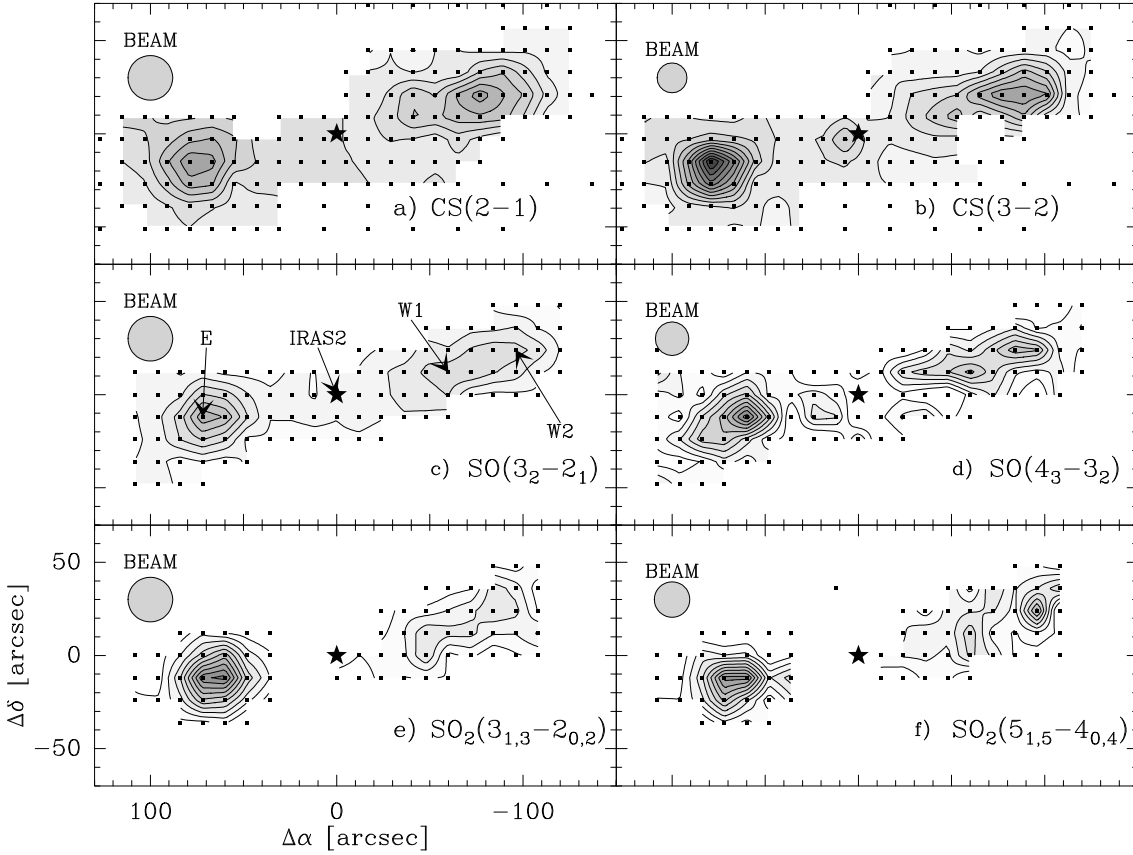 BEAM
BEAM
a) CS(2−1)
b) CS(3−2)
BEAM
BEAM
E
IRAS2
W1
W2
c) SO(3₂−2₁)
d) SO(4₃−3₂)
BEAM
BEAM
50
0
−50
Δδ [arcsec]
e) SO₂(3₁,₃−2₀,₂)
f) SO₂(5₁,₅−4₀,₄)
100
0
−100
Δα [arcsec]